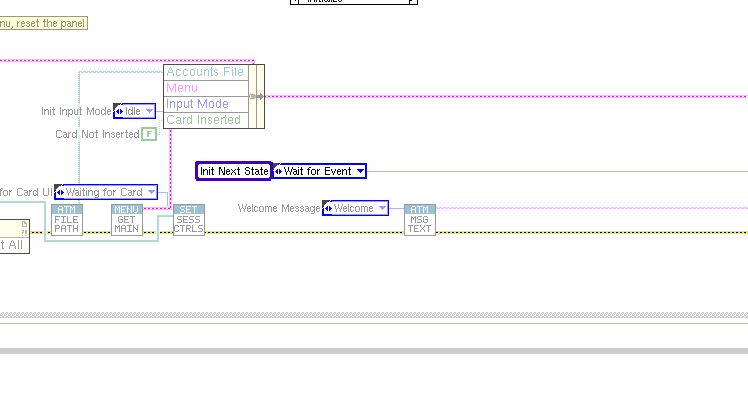 Initialize
nu, reset the panel
Accounts File
Menu
Init Input Mode Idle Input Mode
Card Not Inserted F Card Inserted
Init Next State Wait for Event
for Card UI Waiting for Card
Welcome Message Welcome
ATM
FILE
PATH
MENU
GET
MAIN
SET
SESS
CTRLS
ATM
MSG
TEXT
t All